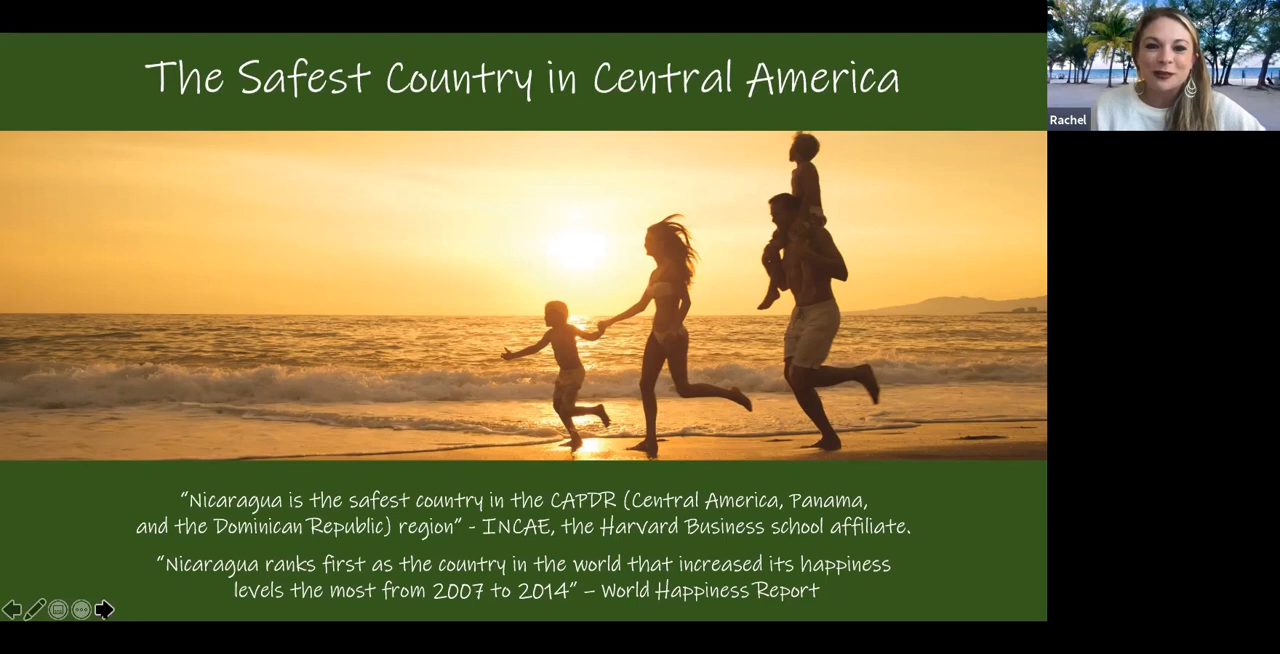 The Safest Country in Central America
Rachel
“Nicaragua is the safest country in the CAPDR (Central America, Panama,
and the Dominican Republic) region” - INCAE, the Harvard Business school affiliate.
“Nicaragua ranks first as the country in the world that increased its happiness
levels the most from 2007 to 2014” – World Happiness Report